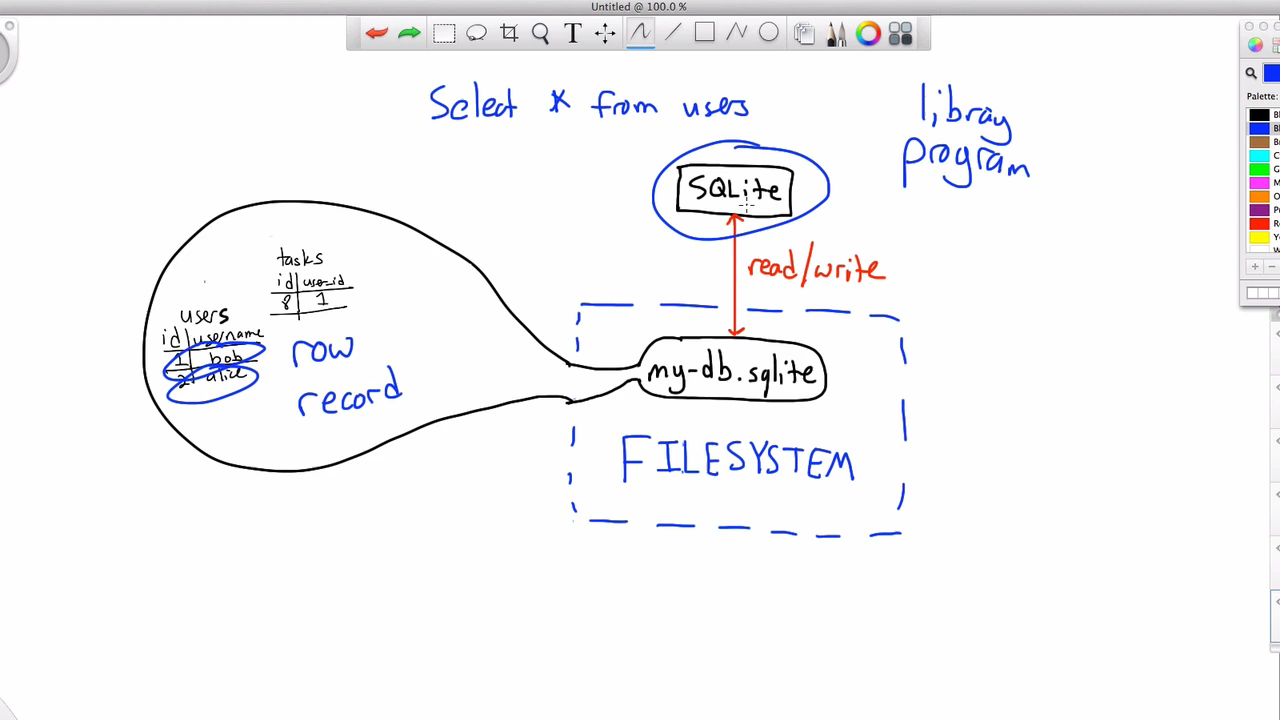 Untitled @ 100.0 %
Select * from users
libray
program
SQLite
read/write
tasks
id user_id
8 1
users
id username
1 bob
2 alice
row
record
my-db.sqlite
FILESYSTEM
Palette: